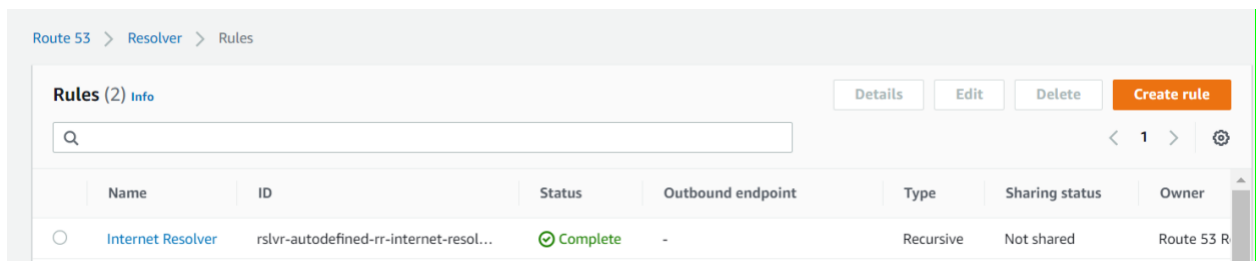 Route 53 > Resolver > Rules
Rules (2) Info
Details Edit Delete Create rule
< 1 >
Name ID Status Outbound endpoint Type Sharing status Owner
Internet Resolver rslvr-autodefined-rr-internet-resol... Complete - Recursive Not shared Route 53 R